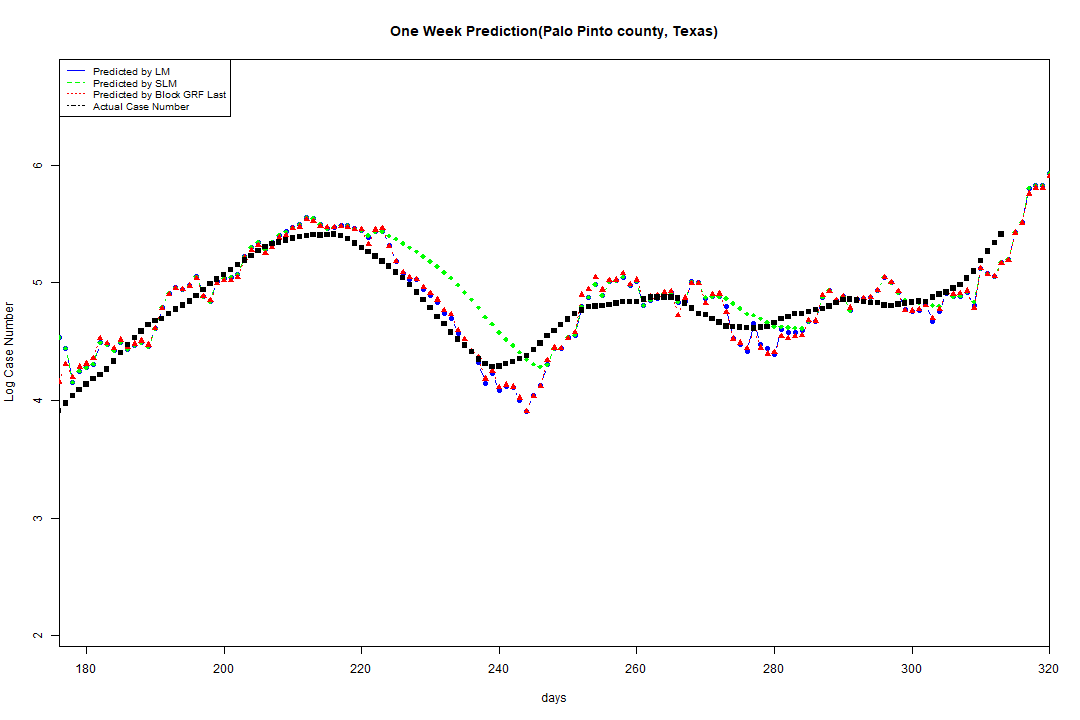 One Week Prediction(Palo Pinto county, Texas)
Predicted by LM
Predicted by SLM
Predicted by Block GRF Last
Actual Case Number
6
5
4
3
2
Log Case Number
180 200 220 240 260 280 300 320
days